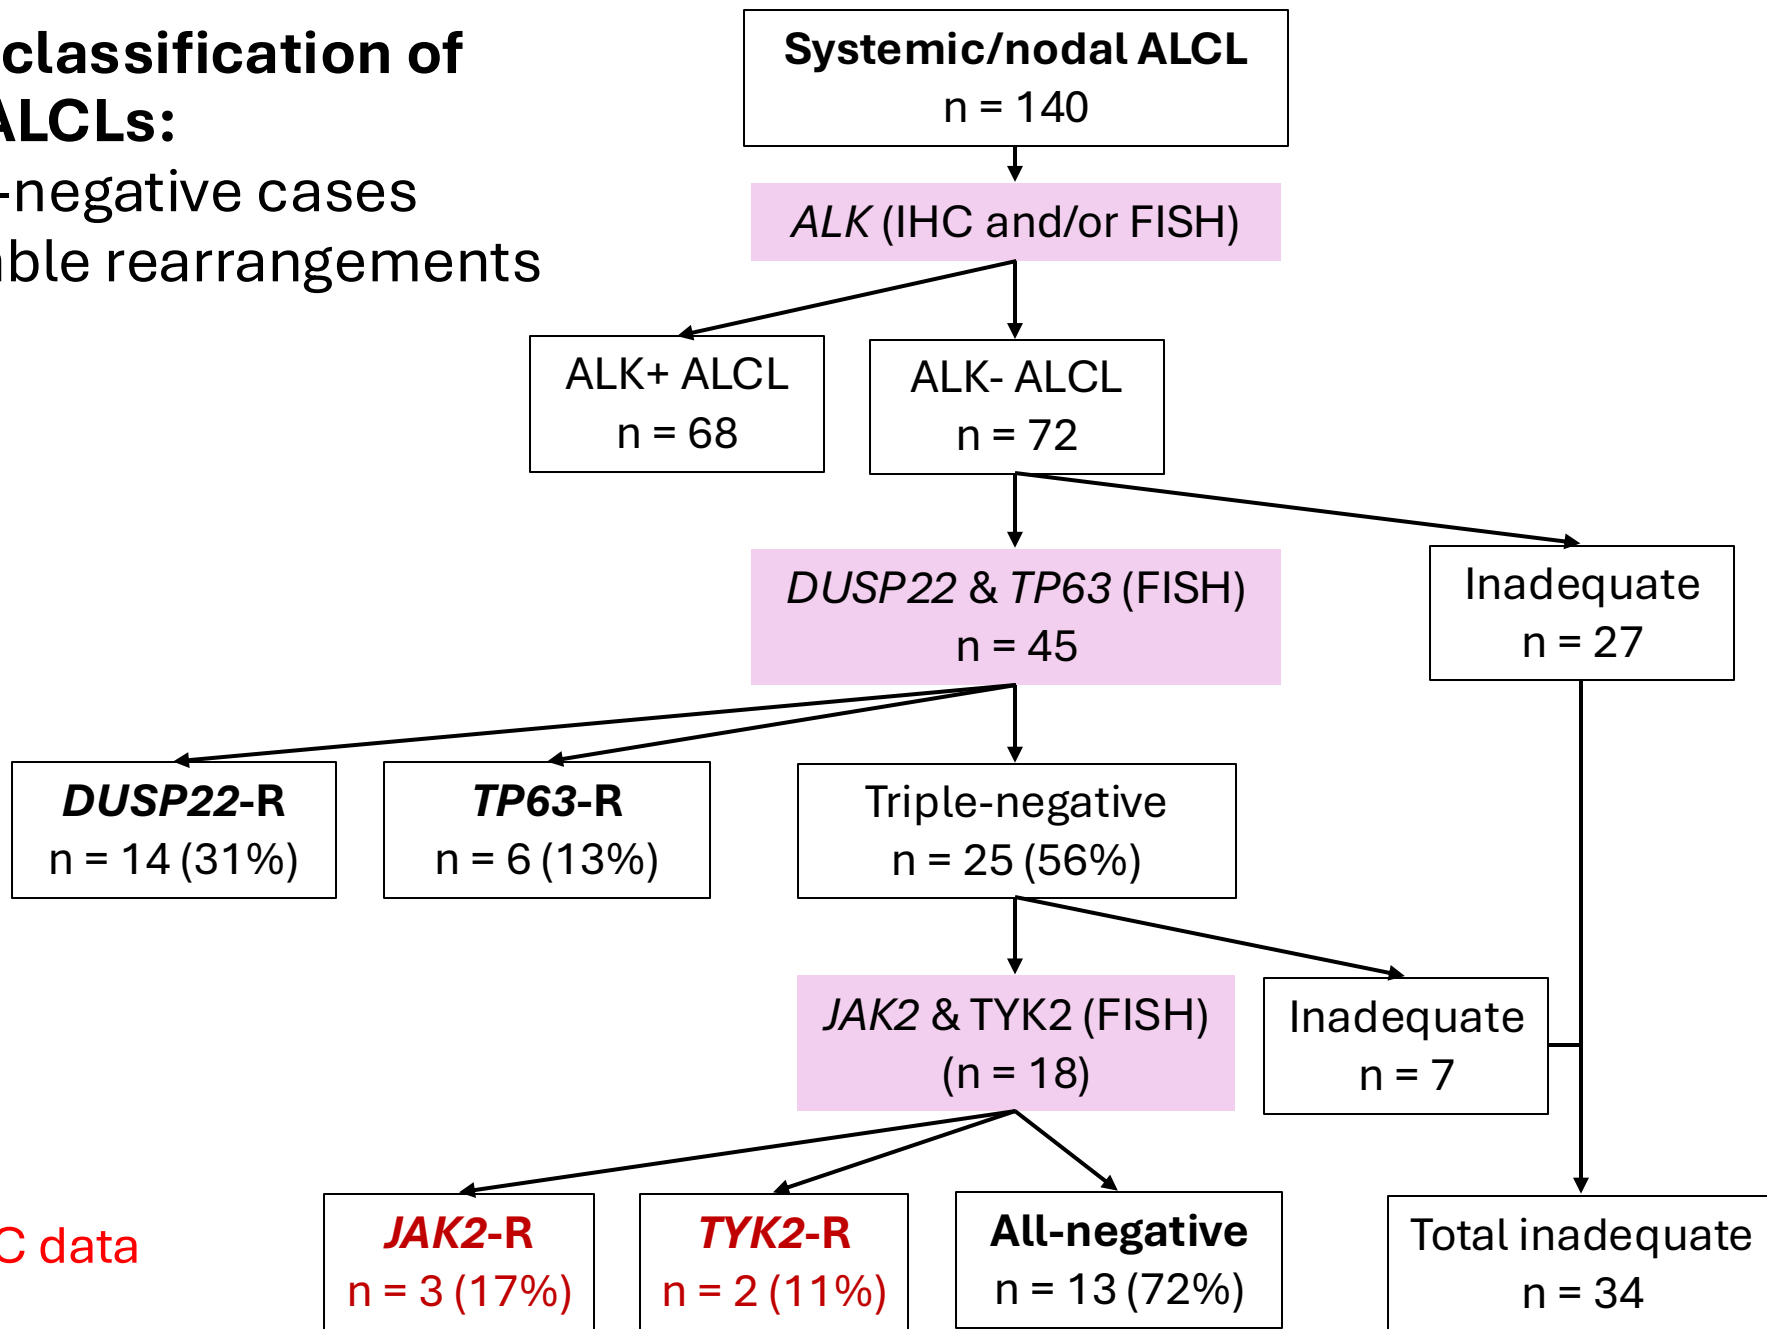 classification of
ALCLs:
-negative cases
able rearrangements
Systemic/nodal ALCL
n = 140
ALK (IHC and/or FISH)
ALK+ ALCL
n = 68
ALK- ALCL
n = 72
DUSP22 & TP63 (FISH)
n = 45
Inadequate
n = 27
DUSP22-R
n = 14 (31%)
TP63-R
n = 6 (13%)
Triple-negative
n = 25 (56%)
JAK2 & TYK2 (FISH)
(n = 18)
Inadequate
n = 7
C data
JAK2-R
n = 3 (17%)
TYK2-R
n = 2 (11%)
All-negative
n = 13 (72%)
Total inadequate
n = 34